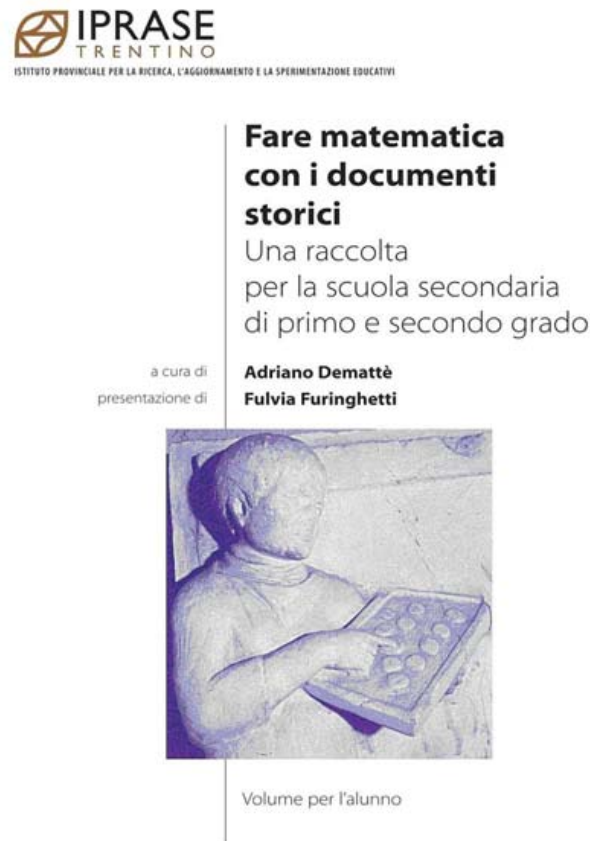 IPRASE
TRENTINO
ISTITUTO PROVINCIALE PER LA RICERCA, L'AGGIORNAMENTO E LA SPERIMENTAZIONE EDUCATIVI
Fare matematica
con i documenti
storici
Una raccolta
per la scuola secondaria
di primo e secondo grado
a cura di Adriano Demattè
presentazione di Fulvia Furinghetti
Volume per l'alunno